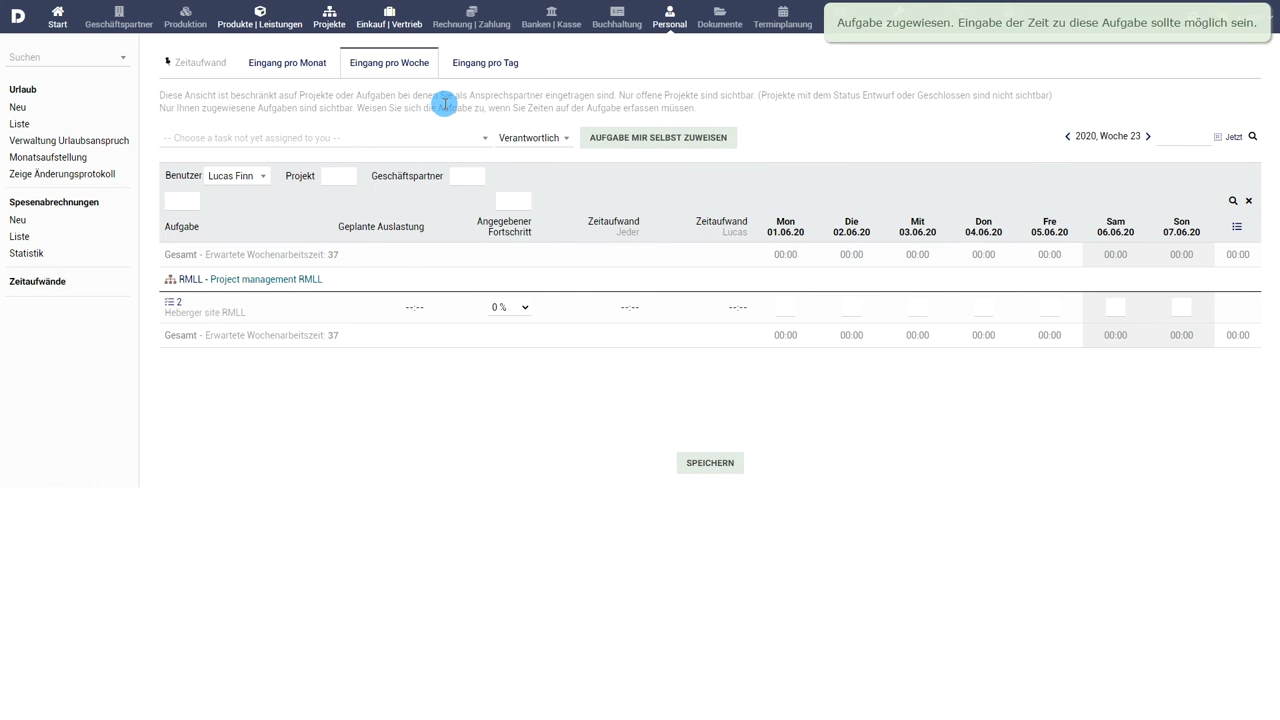 Start Geschäftspartner Produktion Produkte | Leistungen Projekte Einkauf | Vertrieb Rechnung | Zahlung Banken | Kasse Buchhaltung Personal Dokumente Terminplanung
Aufgabe zugewiesen. Eingabe der Zeit zu diese Aufgabe sollte möglich sein.
Suchen
Urlaub
Neu
Liste
Verwaltung Urlaubsanspruch
Monatsaufstellung
Zeige Änderungsprotokoll
Spesenabrechnungen
Neu
Liste
Statistik
Zeitaufwände
Zeitaufwand Eingang pro Monat Eingang pro Woche Eingang pro Tag
Diese Ansicht ist beschränkt asuf Projekte oder Aufgaben bei denen Sie als Ansprechspartner eingetragen sind. Nur offene Projekte sind sichtbar. (Projekte mit dem Status Entwurf oder Geschlossen sind nicht sichtbar)
Nur Ihnen zugewiesene Aufgaben sind sichtbar. Weisen Sie sich die Aufgabe zu, wenn Sie Zeiten auf der Aufgabe erfassen müssen.
-- Choose a task not yet assigned to you -- Verantwortlich AUFGABE MIR SELBST ZUWEISEN 2020, Woche 23 Jetzt
Benutzer Lucas Finn Projekt Geschäftspartner
Aufgabe Geplante Auslastung Angegebener Fortschritt Zeitaufwand Jeder Zeitaufwand Lucas Mon 01.06.20 Die 02.06.20 Mit 03.06.20 Don 04.06.20 Fre 05.06.20 Sam 06.06.20 Son 07.06.20
Gesamt - Erwartete Wochenarbeitszeit: 37 00:00 00:00 00:00 00:00 00:00 00:00 00:00 00:00
RMLL - Project management RMLL
2 --:-- 0 % --:-- --:--
Heberger site RMLL
Gesamt - Erwartete Wochenarbeitszeit: 37 00:00 00:00 00:00 00:00 00:00 00:00 00:00 00:00
SPEICHERN